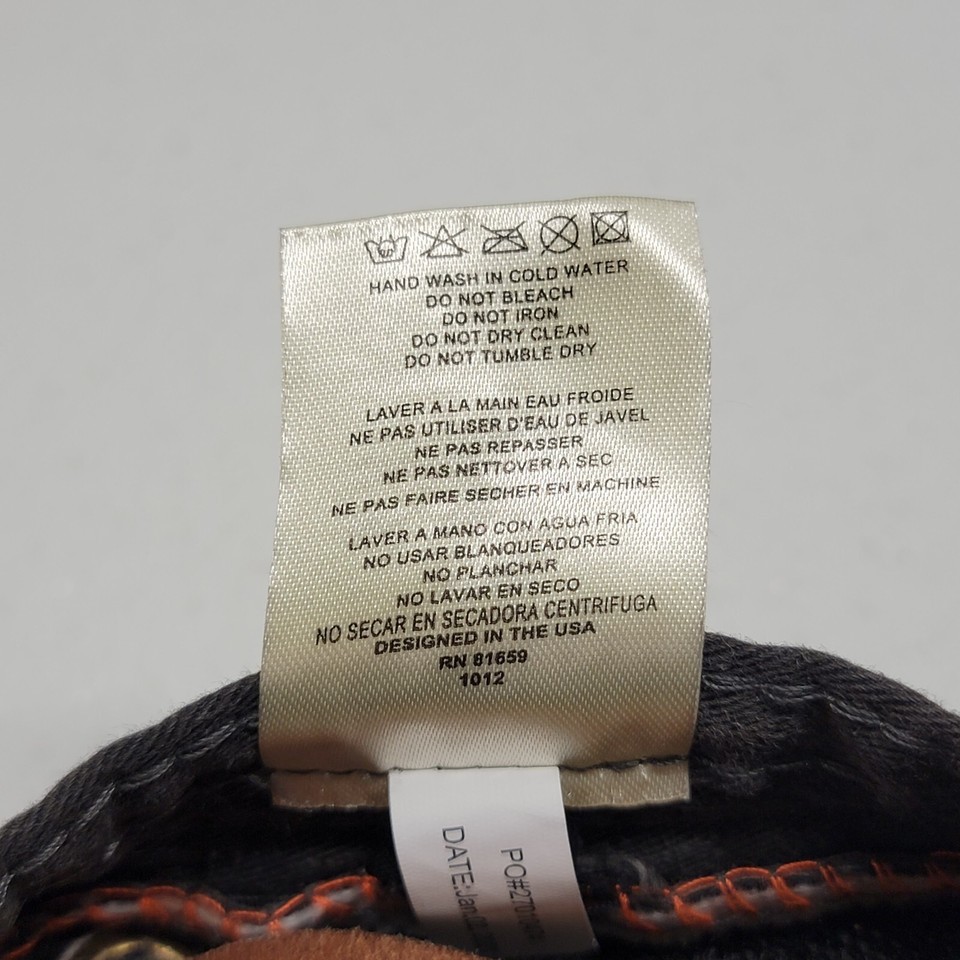 HAND WASH IN COLD WATER
DO NOT BLEACH
DO NOT IRON
DO NOT DRY CLEAN
DO NOT TUMBLE DRY
LAVER A LA MAIN EAU FROIDE
NE PAS UTILISER D'EAU DE JAVEL
NE PAS REPASSER
NE PAS NETTOVER A SEC
NE PAS FAIRE SECHER EN MACHINE
LAVER A MANO CON AGUA FRIA
NO USAR BLANQUEADORES
NO PLANCHAR
NO LAVAR EN SECO
NO SECAR EN SECADORA CENTRIFUGA
DESIGNED IN THE USA
RN 81659
1012
DATE: